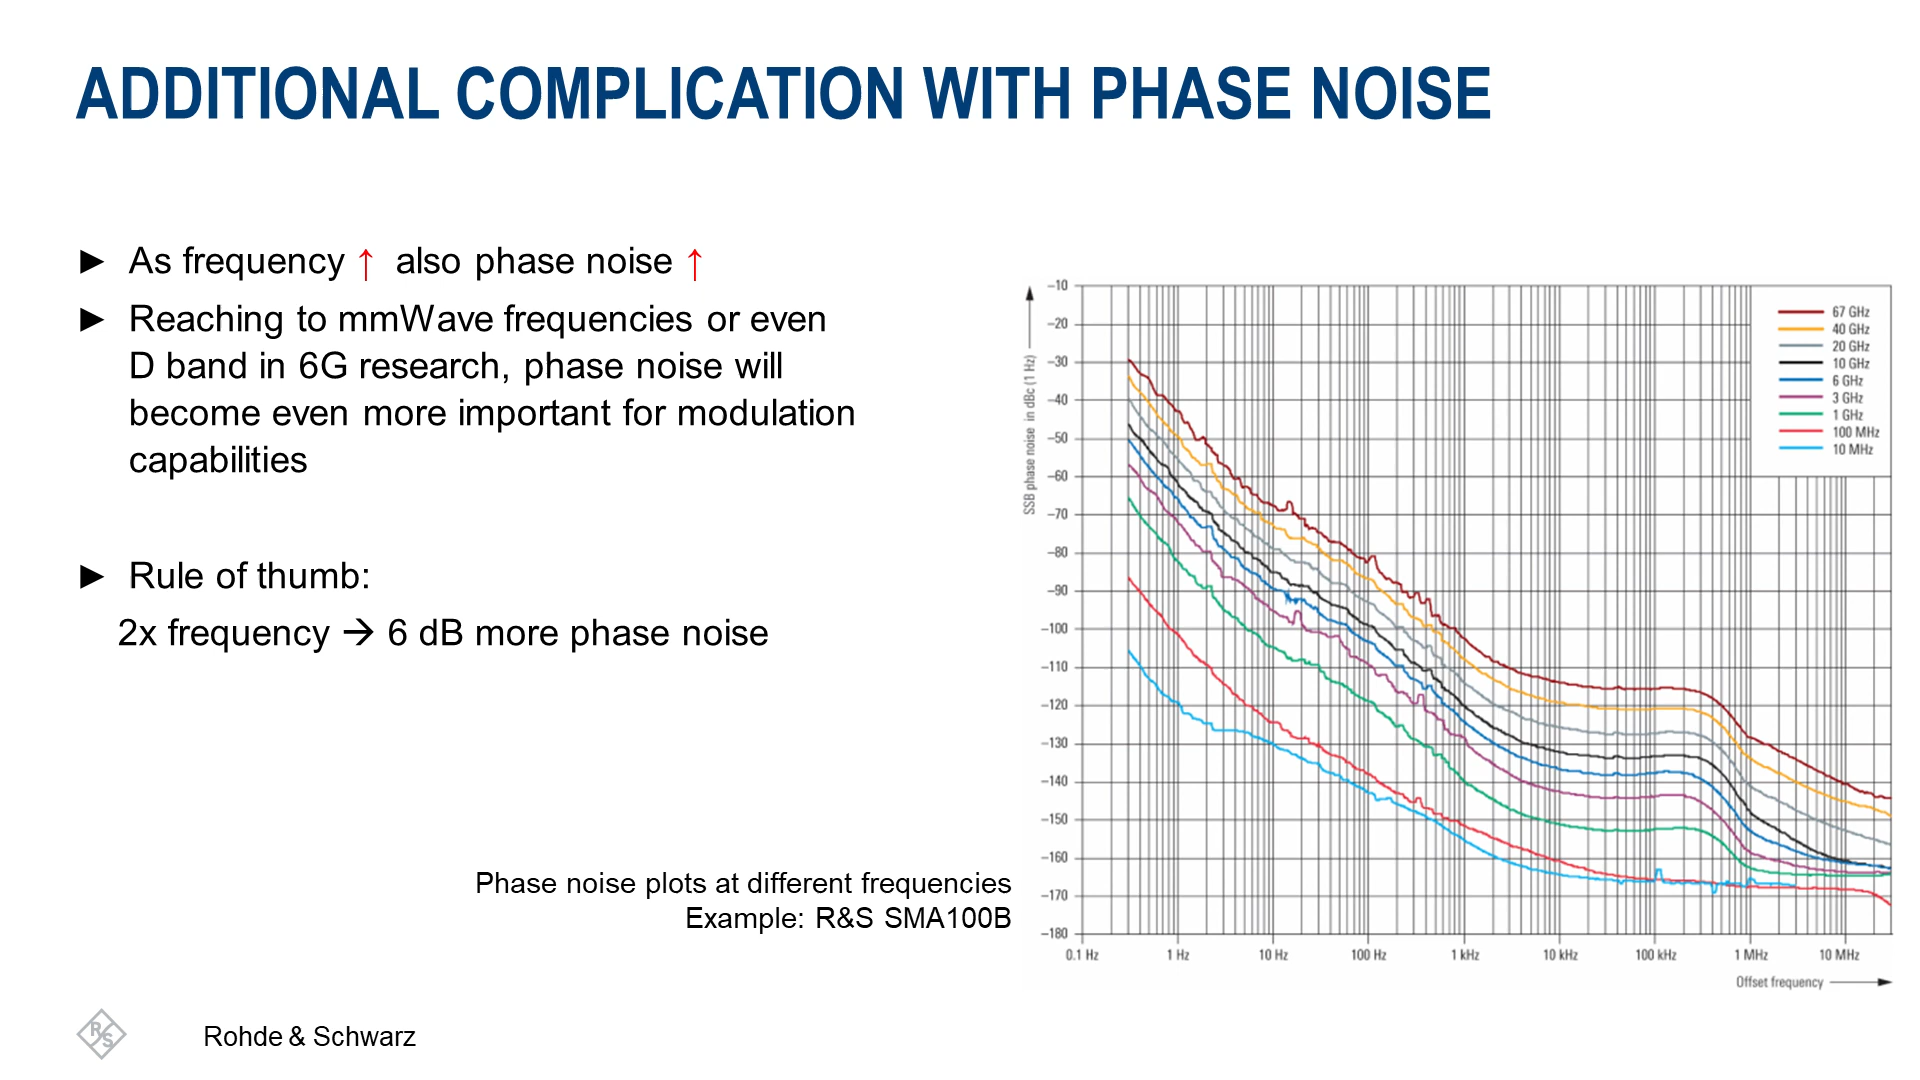 ADDITIONAL COMPLICATION WITH PHASE NOISE
► As frequency ↑ also phase noise ↑
► Reaching to mmWave frequencies or even
D band in 6G research, phase noise will
become even more important for modulation
capabilities
► Rule of thumb:
2x frequency → 6 dB more phase noise
Phase noise plots at different frequencies
Example: R&S SMA100B
SSB phase noise in dBc (1 Hz)
–10
–20
–30
–40
–50
–60
–70
–80
–90
–100
–110
–120
–130
–140
–150
–160
–170
–180
67 GHz
40 GHz
20 GHz
10 GHz
6 GHz
3 GHz
1 GHz
100 MHz
10 MHz
0.1 Hz 1 Hz 10 Hz 100 Hz 1 kHz 10 kHz 100 kHz 1 MHz 10 MHz
Offset frequency
R S
Rohde & Schwarz